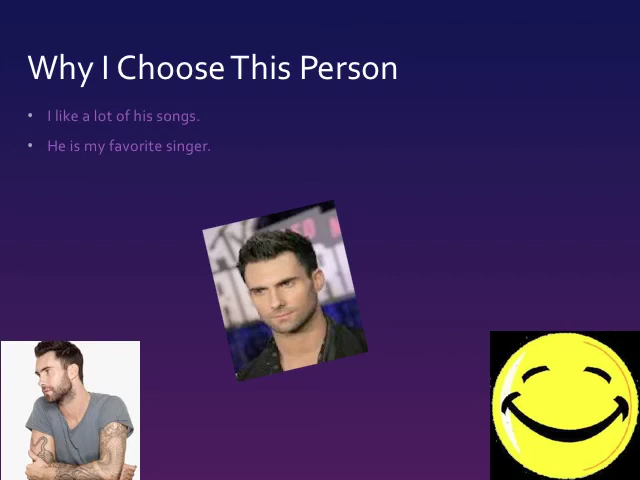 Why I Choose This Person
• I like a lot of his songs.
• He is my favorite singer.